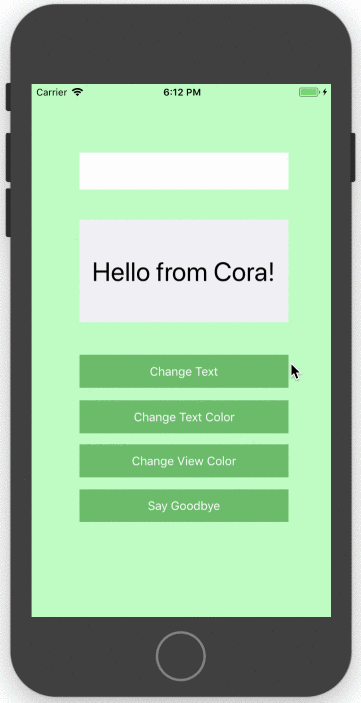 Carrier 6:12 PM
Hello from Cora!
Change Text
Change Text Color
Change View Color
Say Goodbye